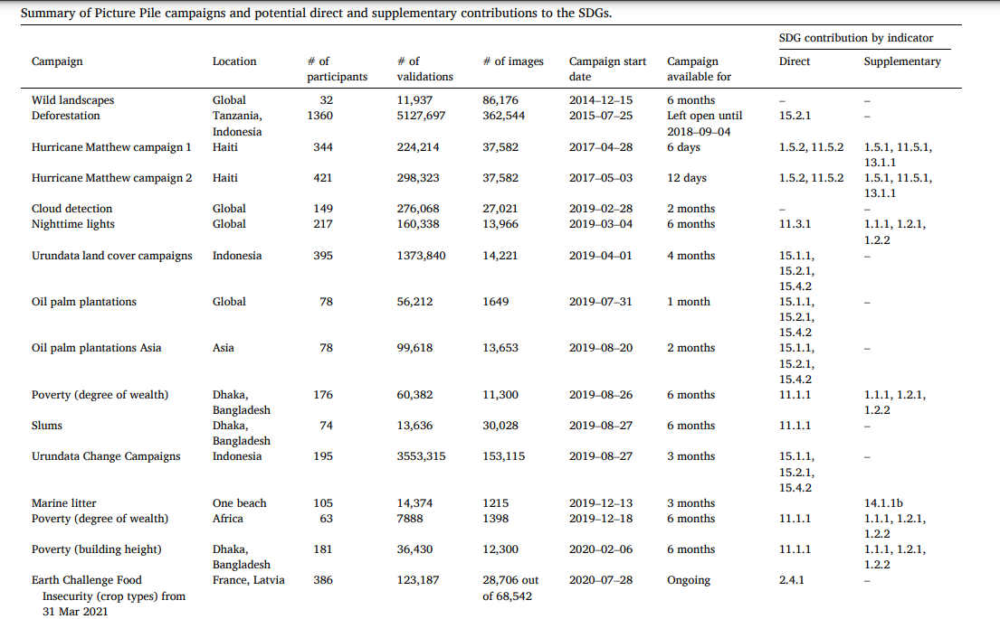 Summary of Picture Pile campaigns and potential direct and supplementary contributions to the SDGs.
SDG contribution by indicator
Campaign Location # of # of # of images Campaign start Campaign Direct Supplementary
participants validations date available for
Wild landscapes Global 32 11,937 86,176 2014–12–15 6 months – –
Deforestation Tanzania, 1360 5127,697 362,544 2015–07–25 Left open until 15.2.1 –
Indonesia 2018–09–04
Hurricane Matthew campaign 1 Haiti 344 224,214 37,582 2017–04–28 6 days 1.5.2, 11.5.2 1.5.1, 11.5.1,
13.1.1
Hurricane Matthew campaign 2 Haiti 421 298,323 37,582 2017–05–03 12 days 1.5.2, 11.5.2 1.5.1, 11.5.1,
13.1.1
Cloud detection Global 149 276,068 27,021 2019–02–28 2 months – –
Nighttime lights Global 217 160,338 13,966 2019–03–04 6 months 11.3.1 1.1.1, 1.2.1,
1.2.2
Urundata land cover campaigns Indonesia 395 1373,840 14,221 2019–04–01 4 months 15.1.1, –
15.2.1,
15.4.2
Oil palm plantations Global 78 56,212 1649 2019–07–31 1 month 15.1.1, –
15.2.1,
15.4.2
Oil palm plantations Asia Asia 78 99,618 13,653 2019–08–20 2 months 15.1.1, –
15.2.1,
15.4.2
Poverty (degree of wealth) Dhaka, 176 60,382 11,300 2019–08–26 6 months 11.1.1 1.1.1, 1.2.1,
Bangladesh 1.2.2
Slums Dhaka, 74 13,636 30,028 2019–08–27 6 months 11.1.1 –
Bangladesh
Urundata Change Campaigns Indonesia 195 3553,315 153,115 2019–08–27 3 months 15.1.1, –
15.2.1,
15.4.2
Marine litter One beach 105 14,374 1215 2019–12–13 3 months 14.1.1b
Poverty (degree of wealth) Africa 63 7888 1398 2019–12–18 6 months 11.1.1 1.1.1, 1.2.1,
1.2.2
Poverty (building height) Dhaka, 181 36,430 12,300 2020–02–06 6 months 11.1.1 1.1.1, 1.2.1,
Bangladesh 1.2.2
Earth Challenge Food France, Latvia 386 123,187 28,706 out 2020–07–28 Ongoing 2.4.1 –
Insecurity (crop types) from of 68,542
31 Mar 2021